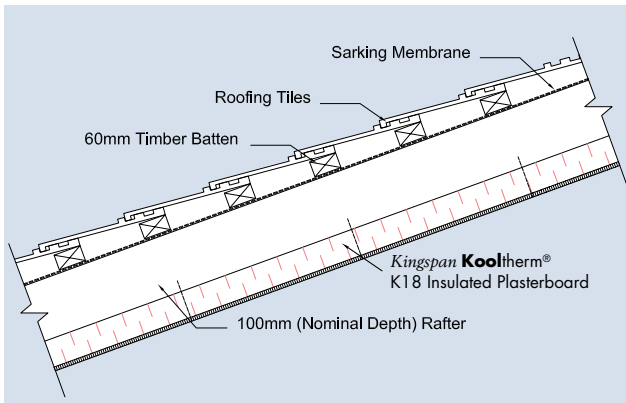 Sarking Membrane
Roofing Tiles
60mm Timber Batten
Kingspan Kooltherm®
K18 Insulated Plasterboard
100mm (Nominal Depth) Rafter